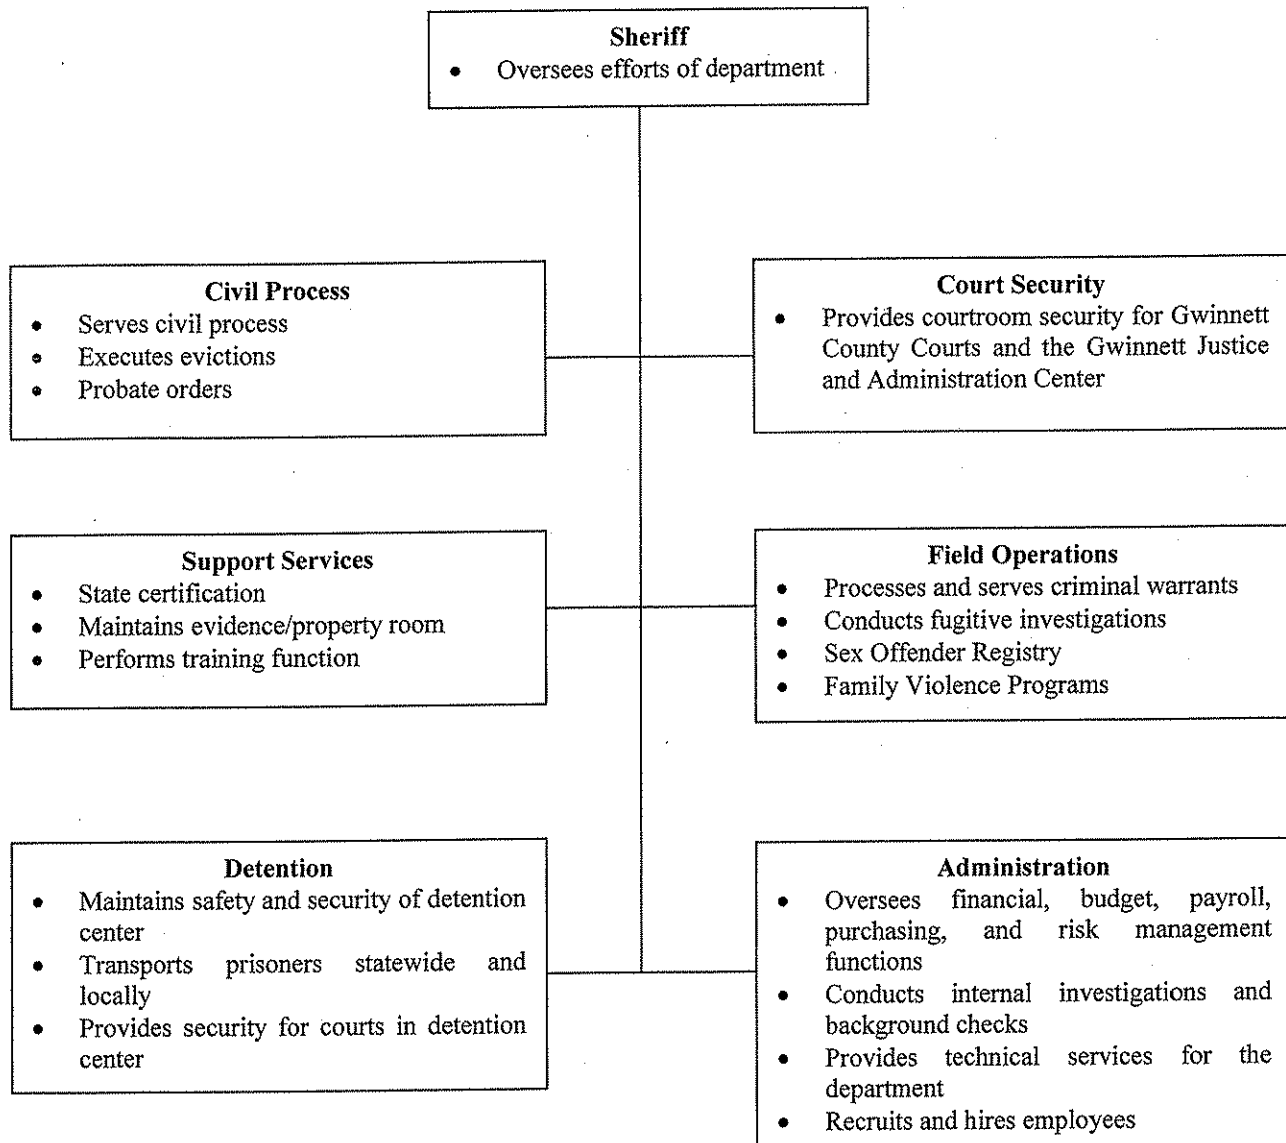 Sheriff
• Oversees efforts of department
Civil Process
• Serves civil process
• Executes evictions
• Probate orders
Court Security
• Provides courtroom security for Gwinnett
County Courts and the Gwinnett Justice
and Administration Center
Support Services
• State certification
• Maintains evidence/property room
• Performs training function
Field Operations
• Processes and serves criminal warrants
• Conducts fugitive investigations
• Sex Offender Registry
• Family Violence Programs
Detention
• Maintains safety and security of detention
center
• Transports prisoners statewide and
locally
• Provides security for courts in detention
center
Administration
• Oversees financial, budget, payroll,
purchasing, and risk management
functions
• Conducts internal investigations and
background checks
• Provides technical services for the
department
• Recruits and hires employees